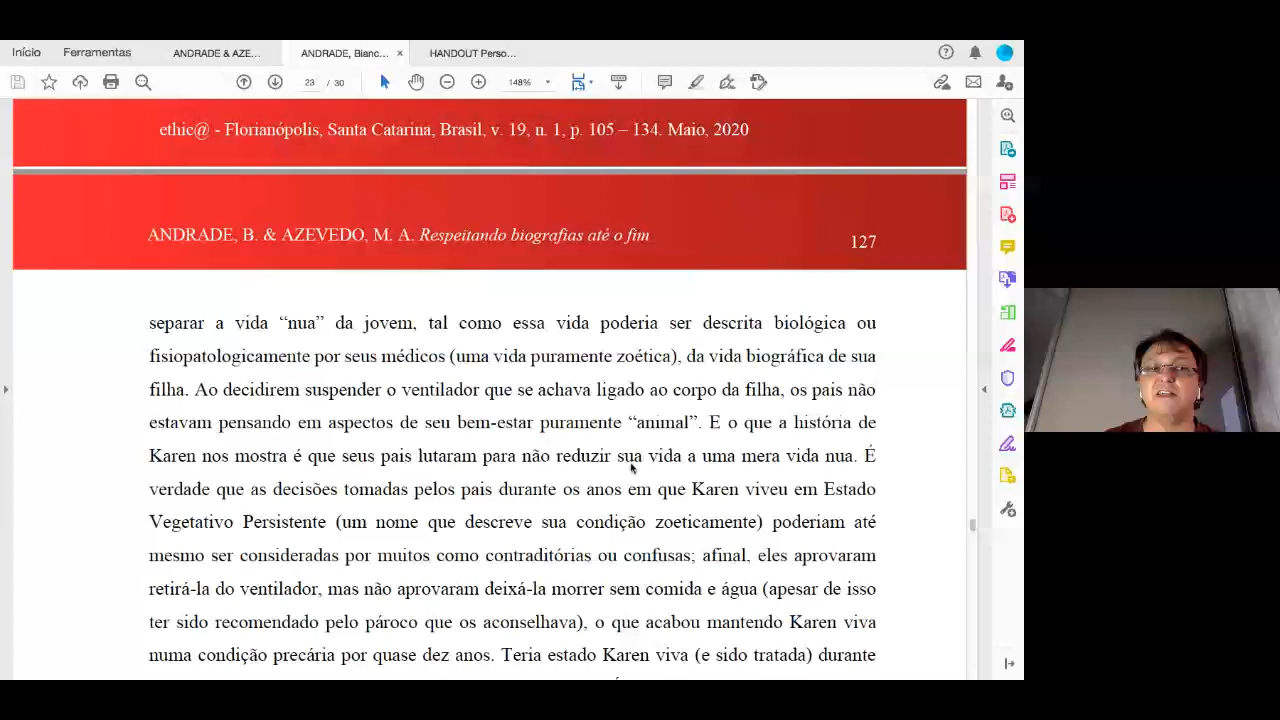 Início Ferramentas ANDRADE & AZE... ANDRADE, Bianc... × HANDOUT Perso...
23 / 30 148%
ethic@ - Florianópolis, Santa Catarina, Brasil, v. 19, n. 1, p. 105 – 134. Maio, 2020
ANDRADE, B. & AZEVEDO, M. A. Respeitando biografias até o fim
127
separar a vida “nua” da jovem, tal como essa vida poderia ser descrita biológica ou
fisiopatologicamente por seus médicos (uma vida puramente zoética), da vida biográfica de sua
filha. Ao decidirem suspender o ventilador que se achava ligado ao corpo da filha, os pais não
estavam pensando em aspectos de seu bem-estar puramente “animal”. E o que a história de
Karen nos mostra é que seus pais lutaram para não reduzir sua vida a uma mera vida nua. É
verdade que as decisões tomadas pelos pais durante os anos em que Karen viveu em Estado
Vegetativo Persistente (um nome que descreve sua condição zoeticamente) poderiam até
mesmo ser consideradas por muitos como contraditórias ou confusas; afinal, eles aprovaram
retirá-la do ventilador, mas não aprovaram deixá-la morrer sem comida e água (apesar de isso
ter sido recomendado pelo pároco que os aconselhava), o que acabou mantendo Karen viva
numa condição precária por quase dez anos. Teria estado Karen viva (e sido tratada) durante